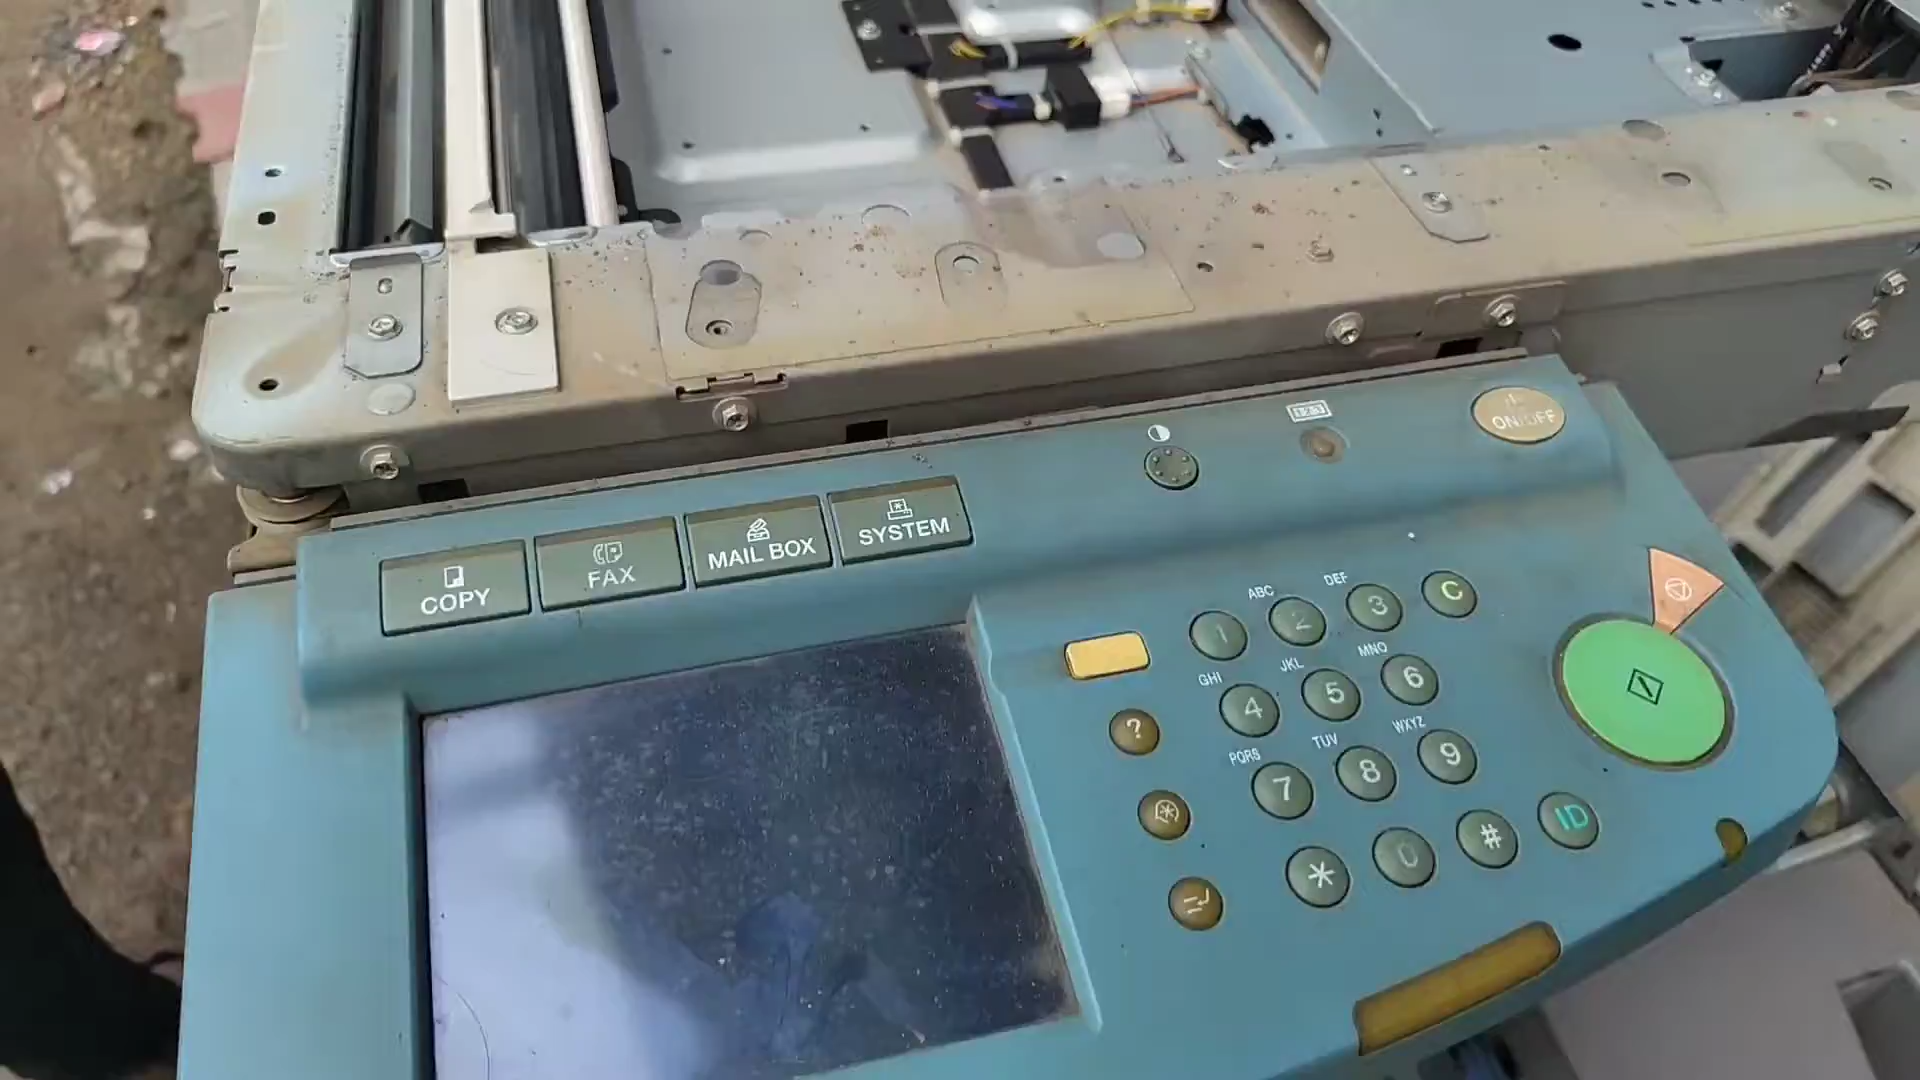 ON/OFF
COPY
FAX
MAIL BOX
SYSTEM
ABC
DEF
1
2
3
C
GHI
JKL
MNO
4
5
6
PQRS
TUV
WXYZ
7
8
9
*
0
#
ID
?